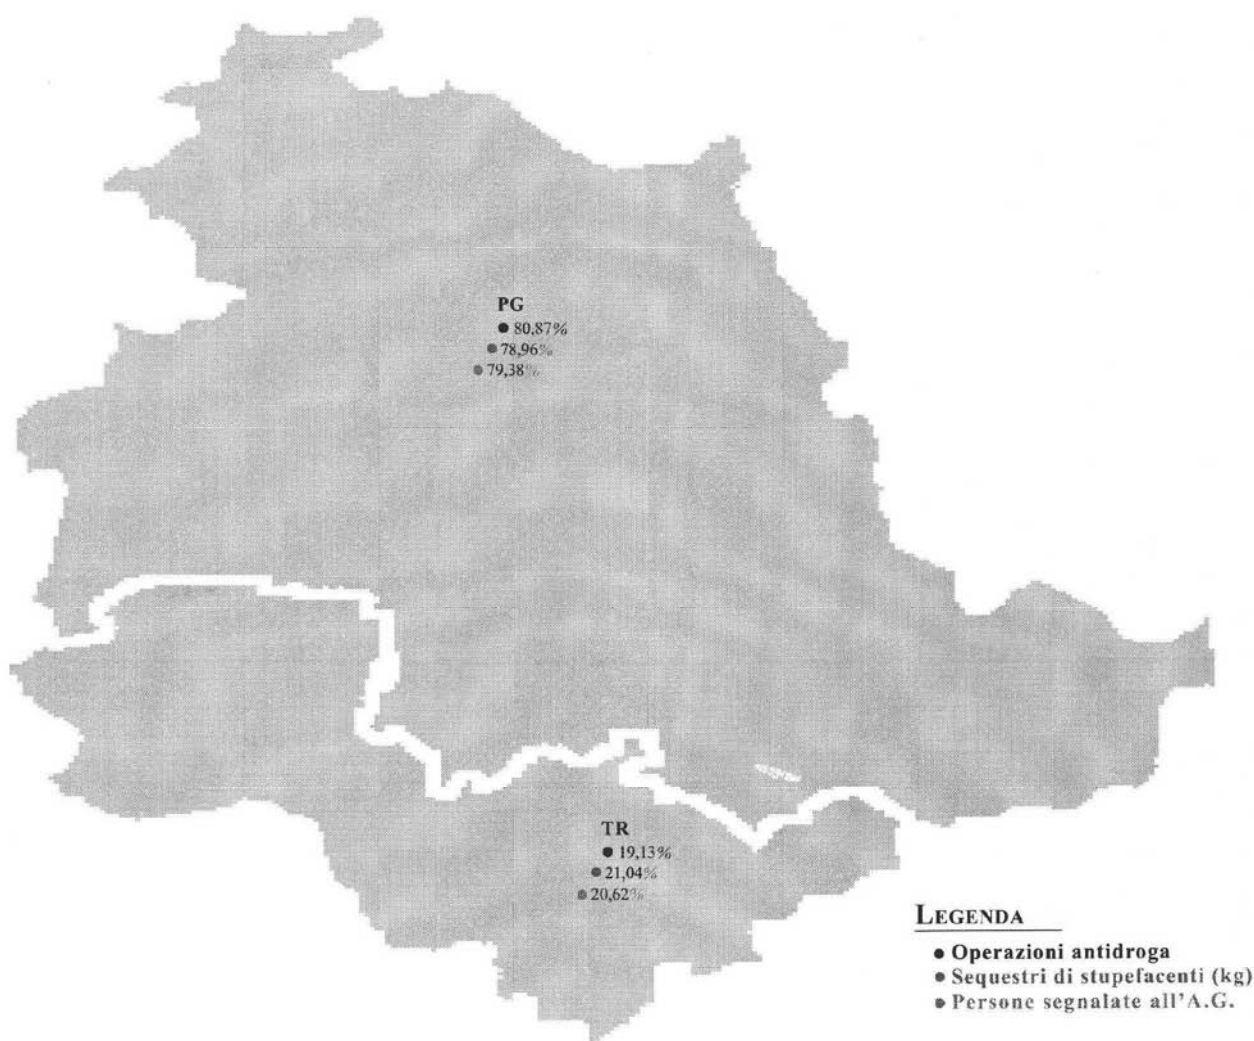 PG
80,87%
78,96%
79,38%
TR
19,13%
21,04%
20,62%
LEGENDA
Operazioni antidroga
Sequestri di stupefacenti (kg)
Persone segnalate all'A.G.